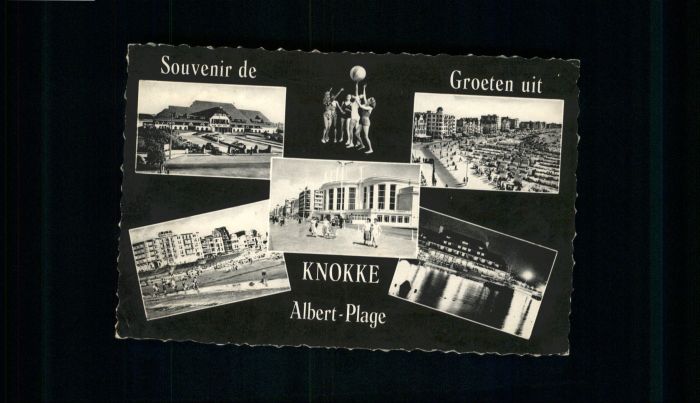 Souvenir de
Groeten uit
KNOKKE
Albert-Plage